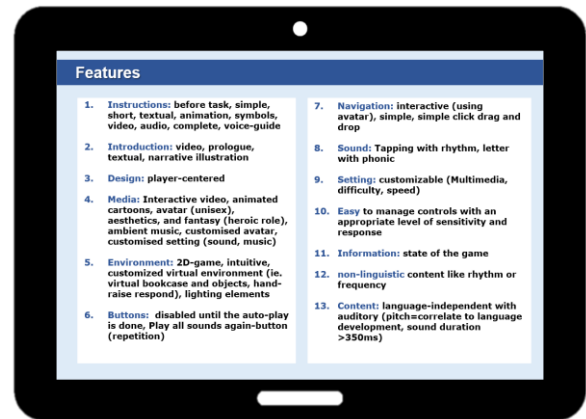 Features
1. Instructions: before task, simple,
short, textual, animation, symbols,
video, audio, complete, voice-guide
2. Introduction: video, prologue,
textual, narrative illustration
3. Design: player-centered
4. Media: Interactive video, animated
cartoons, avatar (unisex),
aesthetics, and fantasy (heroic role),
ambient music, customised avatar,
customised setting (sound, music)
5. Environment: 2D-game, intuitive,
customized virtual environment (ie.
virtual bookcase and objects, hand-
raise respond), lighting elements
6. Buttons: disabled until the auto-play
is done, Play all sounds again-button
(repetition)
7. Navigation: interactive (using
avatar), simple, simple click drag and
drop
8. Sound: Tapping with rhythm, letter
with phonic
9. Setting: customizable (Multimedia,
difficulty, speed)
10. Easy to manage controls with an
appropriate level of sensitivity and
response
11. Information: state of the game
12. non-linguistic content like rhythm or
frequency
13. Content: language-independent with
auditory (pitch=correlate to language
development, sound duration
>350ms)